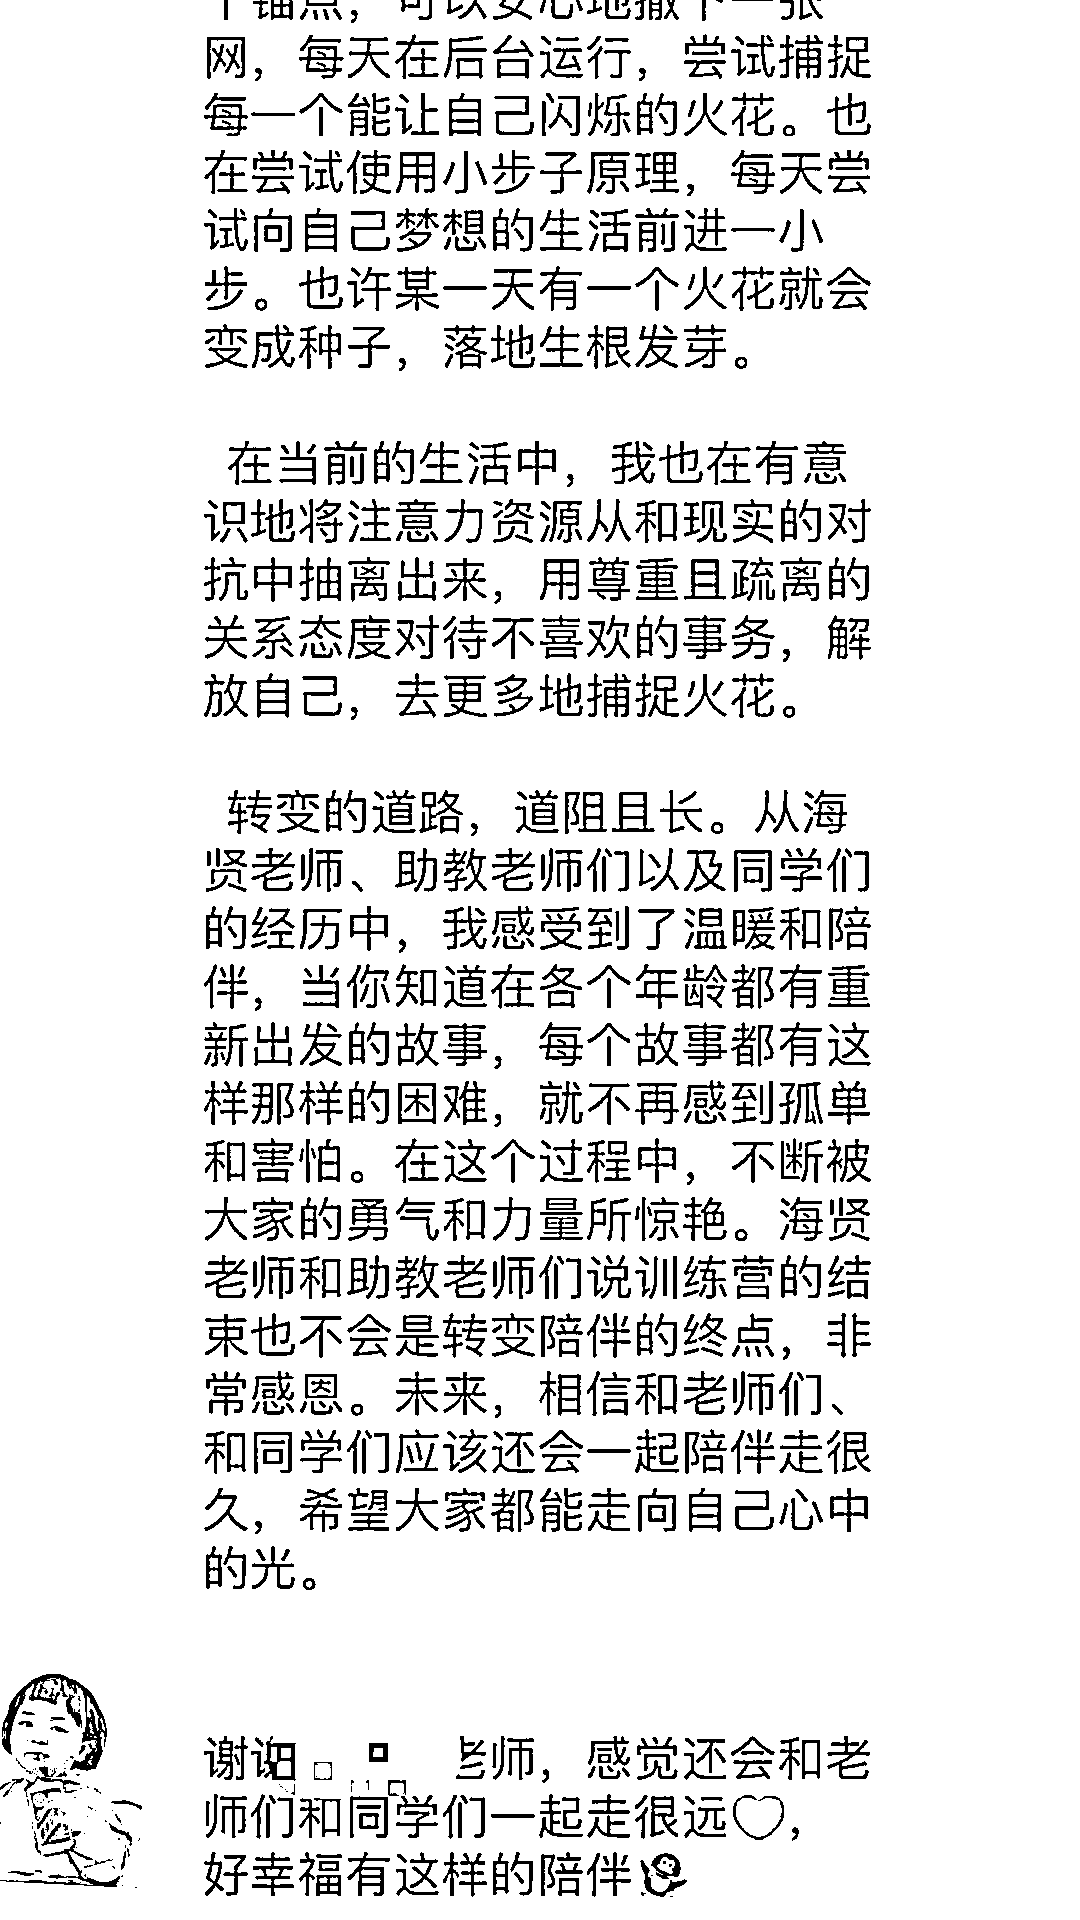 个锚点，可以安心地撒下一张
网，每天在后台运行，尝试捕捉
每一个能让自己闪烁的火花。也
在尝试使用小步子原理，每天尝
试向自己梦想的生活前进一小
步。也许某一天有一个火花就会
变成种子，落地生根发芽。
在当前的生活中，我也在有意
识地将注意力资源从和现实的对
抗中抽离出来，用尊重且疏离的
关系态度对待不喜欢的事务，解
放自己，去更多地捕捉火花。
转变的道路，道阻且长。从海
贤老师、助教老师们以及同学们
的经历中，我感受到了温暖和陪
伴，当你知道在各个年龄都有重
新出发的故事，每个故事都有这
样那样的困难，就不再感到孤单
和害怕。在这个过程中，不断被
大家的勇气和力量所惊艳。海贤
老师和助教老师们说训练营的结
束也不会是转变陪伴的终点，非
常感恩。未来，相信和老师们、
和同学们应该还会一起陪伴走很
久，希望大家都能走向自己心中
的光。
谢谢 老师，感觉还会和老
师们和同学们一起走很远♡，
好幸福有这样的陪伴